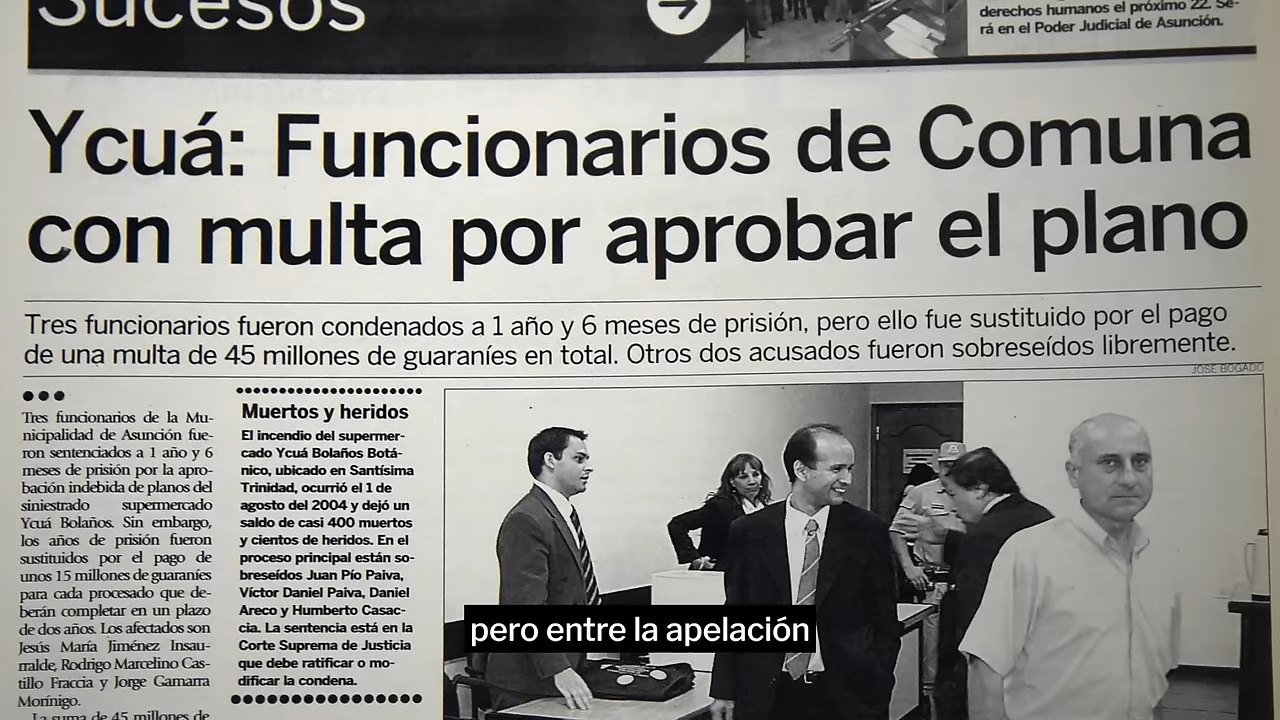 Sucesos
derechos humanos el próximo 22. Se-
rá en el Poder Judicial de Asunción.
Ycuá: Funcionarios de Comuna
con multa por aprobar el plano
Tres funcionarios fueron condenados a 1 año y 6 meses de prisión, pero ello fue sustituido por el pago
de una multa de 45 millones de guaraníes en total. Otros dos acusados fueron sobreseídos libremente.
JOSE BOGADO
Tres funcionarios de la Mu-
nicipalidad de Asunción fue-
ron sentenciados a 1 año y 6
meses de prisión por la apro-
bación indebida de planos del
siniestrado supermercado
Ycuá Bolaños. Sin embargo,
los años de prisión fueron
sustituidos por el pago de
unos 15 millones de guaraníes
para cada procesado que de-
berán completar en un plazo
de dos años. Los afectados son
Jesús María Jiménez Insau-
rralde, Rodrigo Marcelino Cas-
tillo Fraccia y Jorge Gamarra
Morínigo.
La suma de 45 millones de
Muertos y heridos
El incendio del supermer-
cado Ycuá Bolaños Botá-
nico, ubicado en Santísima
Trinidad, ocurrió el 1 de
agosto del 2004 y dejó un
saldo de casi 400 muertos
y cientos de heridos. En el
proceso principal están so-
breseídos Juan Pío Paiva,
Víctor Daniel Paiva, Daniel
Areco y Humberto Casac-
cia. La sentencia está en la
Corte Suprema de Justicia
que debe ratificar o mo-
dificar la condena.
pero entre la apelación